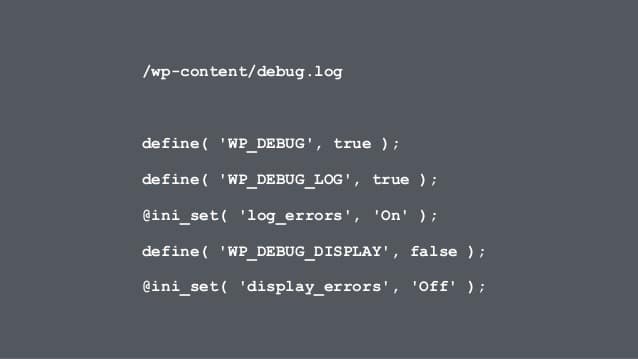 /wp-content/debug.log
define( 'WP_DEBUG', true );
define( 'WP_DEBUG_LOG', true );
@ini_set( 'log_errors', 'On' );
define( 'WP_DEBUG_DISPLAY', false );
@ini_set( 'display_errors', 'Off' );